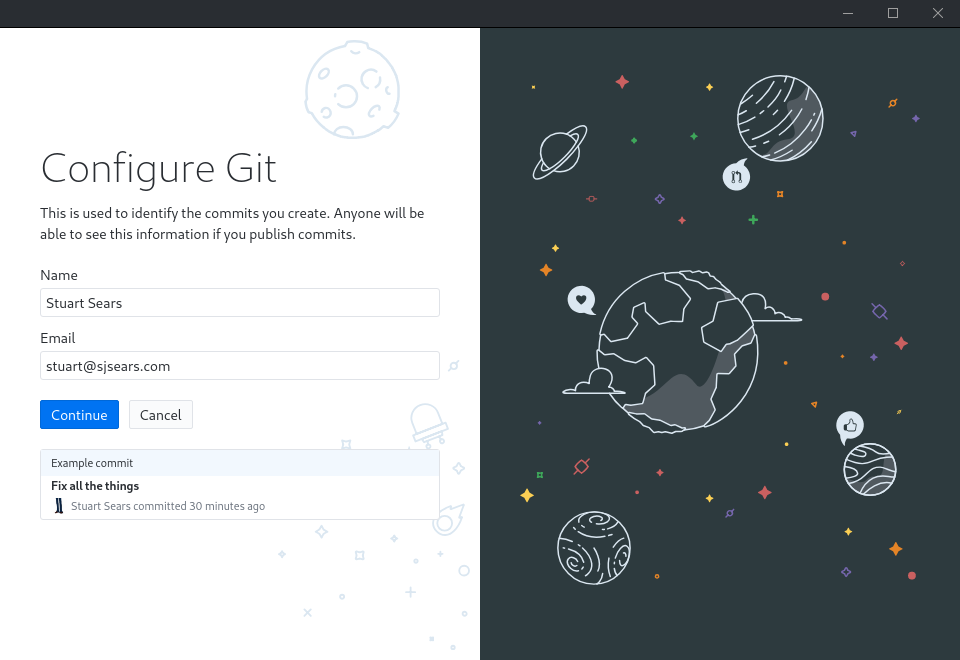 Configure Git
This is used to identify the commits you create. Anyone will be
able to see this information if you publish commits.
Name
Stuart Sears
Email
stuart@sjsears.com
Continue
Cancel
Example commit
Fix all the things
Stuart Sears committed 30 minutes ago